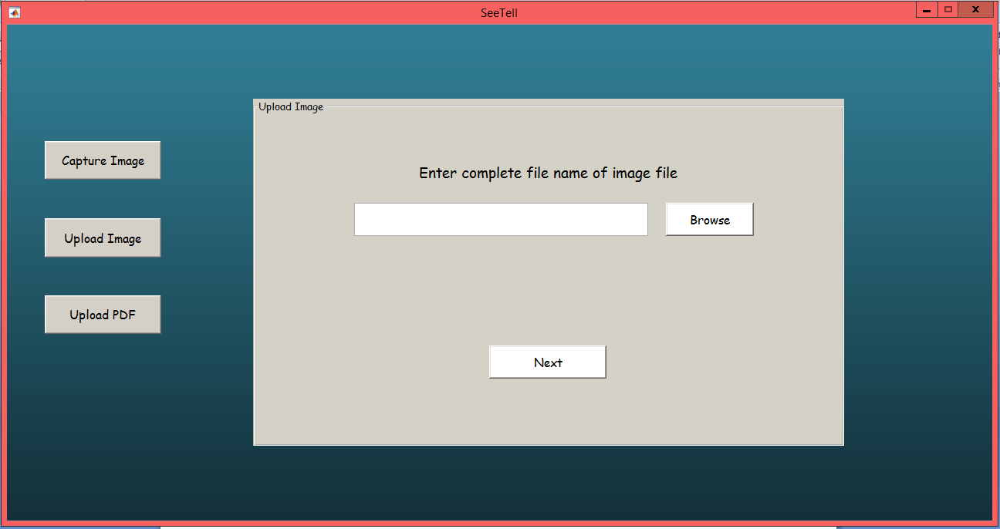 SeeTell
Upload Image
Capture Image
Enter complete file name of image file
Browse
Upload Image
Upload PDF
Next